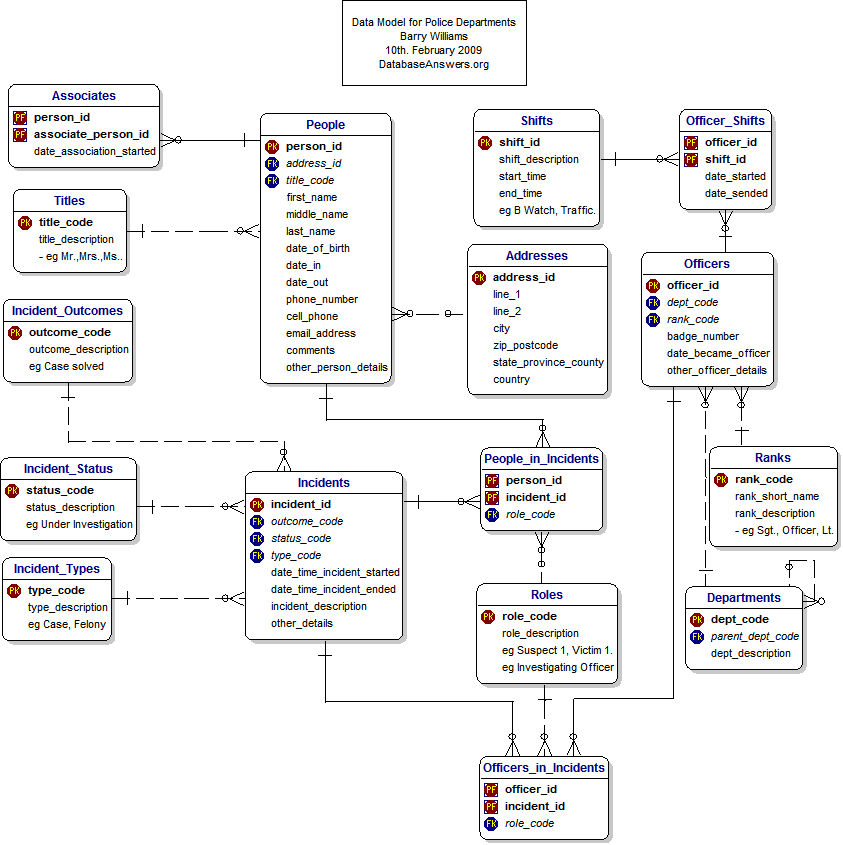 Data Model for Police Departments
Barry Williams
10th. February 2009
DatabaseAnswers.org
Associates
PF person_id
PF associate_person_id
date_association_started
People
PK person_id
FK address_id
FK title_code
first_name
middle_name
last_name
date_of_birth
date_in
date_out
phone_number
cell_phone
email_address
comments
other_person_details
Shifts
PK shift_id
shift_description
start_time
end_time
eg B Watch, Traffic.
Officer_Shifts
PF officer_id
PF shift_id
date_started
date_sended
Titles
PK title_code
title_description
- eg Mr.,Mrs.,Ms..
Addresses
PK address_id
line_1
line_2
city
zip_postcode
state_province_county
country
Officers
PK officer_id
FK dept_code
FK rank_code
badge_number
date_became_officer
other_officer_details
Incident_Outcomes
PK outcome_code
outcome_description
eg Case solved
Incident_Status
PK status_code
status_description
eg Under Investigation
Incidents
PK incident_id
FK outcome_code
FK status_code
FK type_code
date_time_incident_started
date_time_incident_ended
incident_description
other_details
People_in_Incidents
PF person_id
PF incident_id
FK role_code
Ranks
PK rank_code
rank_short_name
rank_description
- eg Sgt., Officer, Lt.
Incident_Types
PK type_code
type_description
eg Case, Felony
Roles
PK role_code
role_description
eg Suspect 1, Victim 1.
eg Investigating Officer
Departments
PK dept_code
FK parent_dept_code
dept_description
Officers_in_Incidents
PF officer_id
PF incident_id
FK role_code